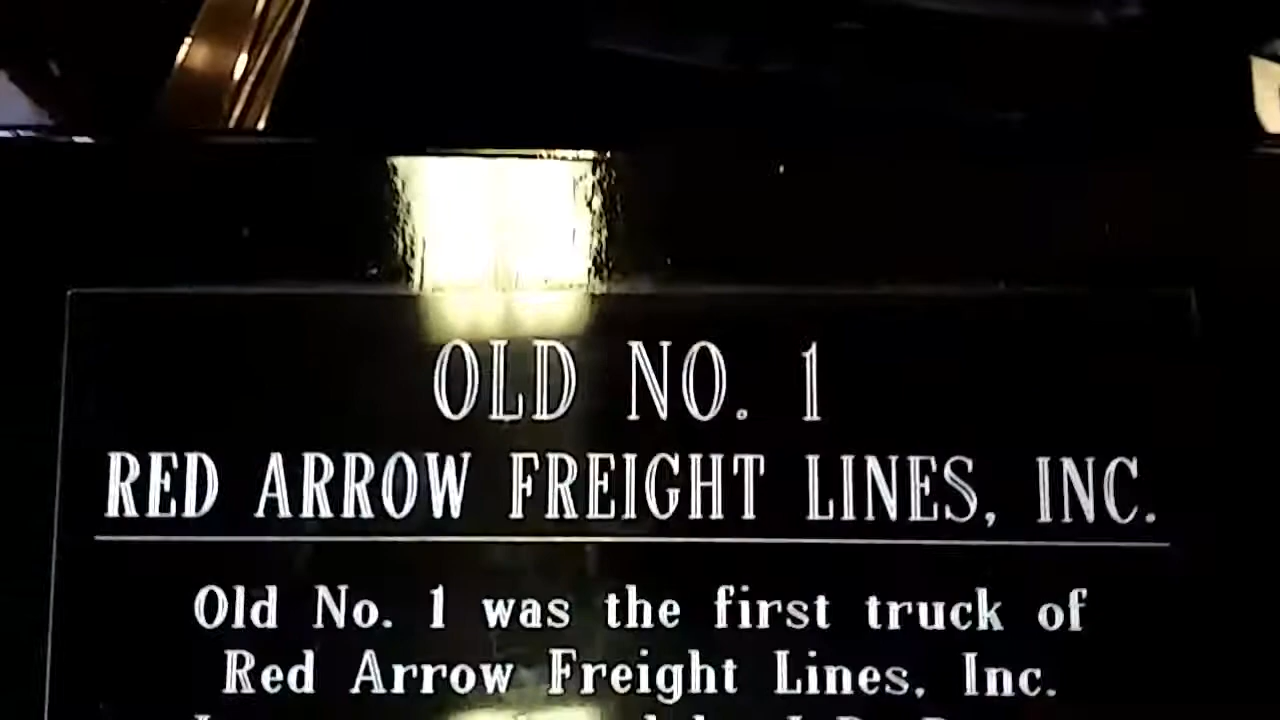 OLD NO. 1
RED ARROW FREIGHT LINES, INC.
Old No. 1 was the first truck of
Red Arrow Freight Lines, Inc.